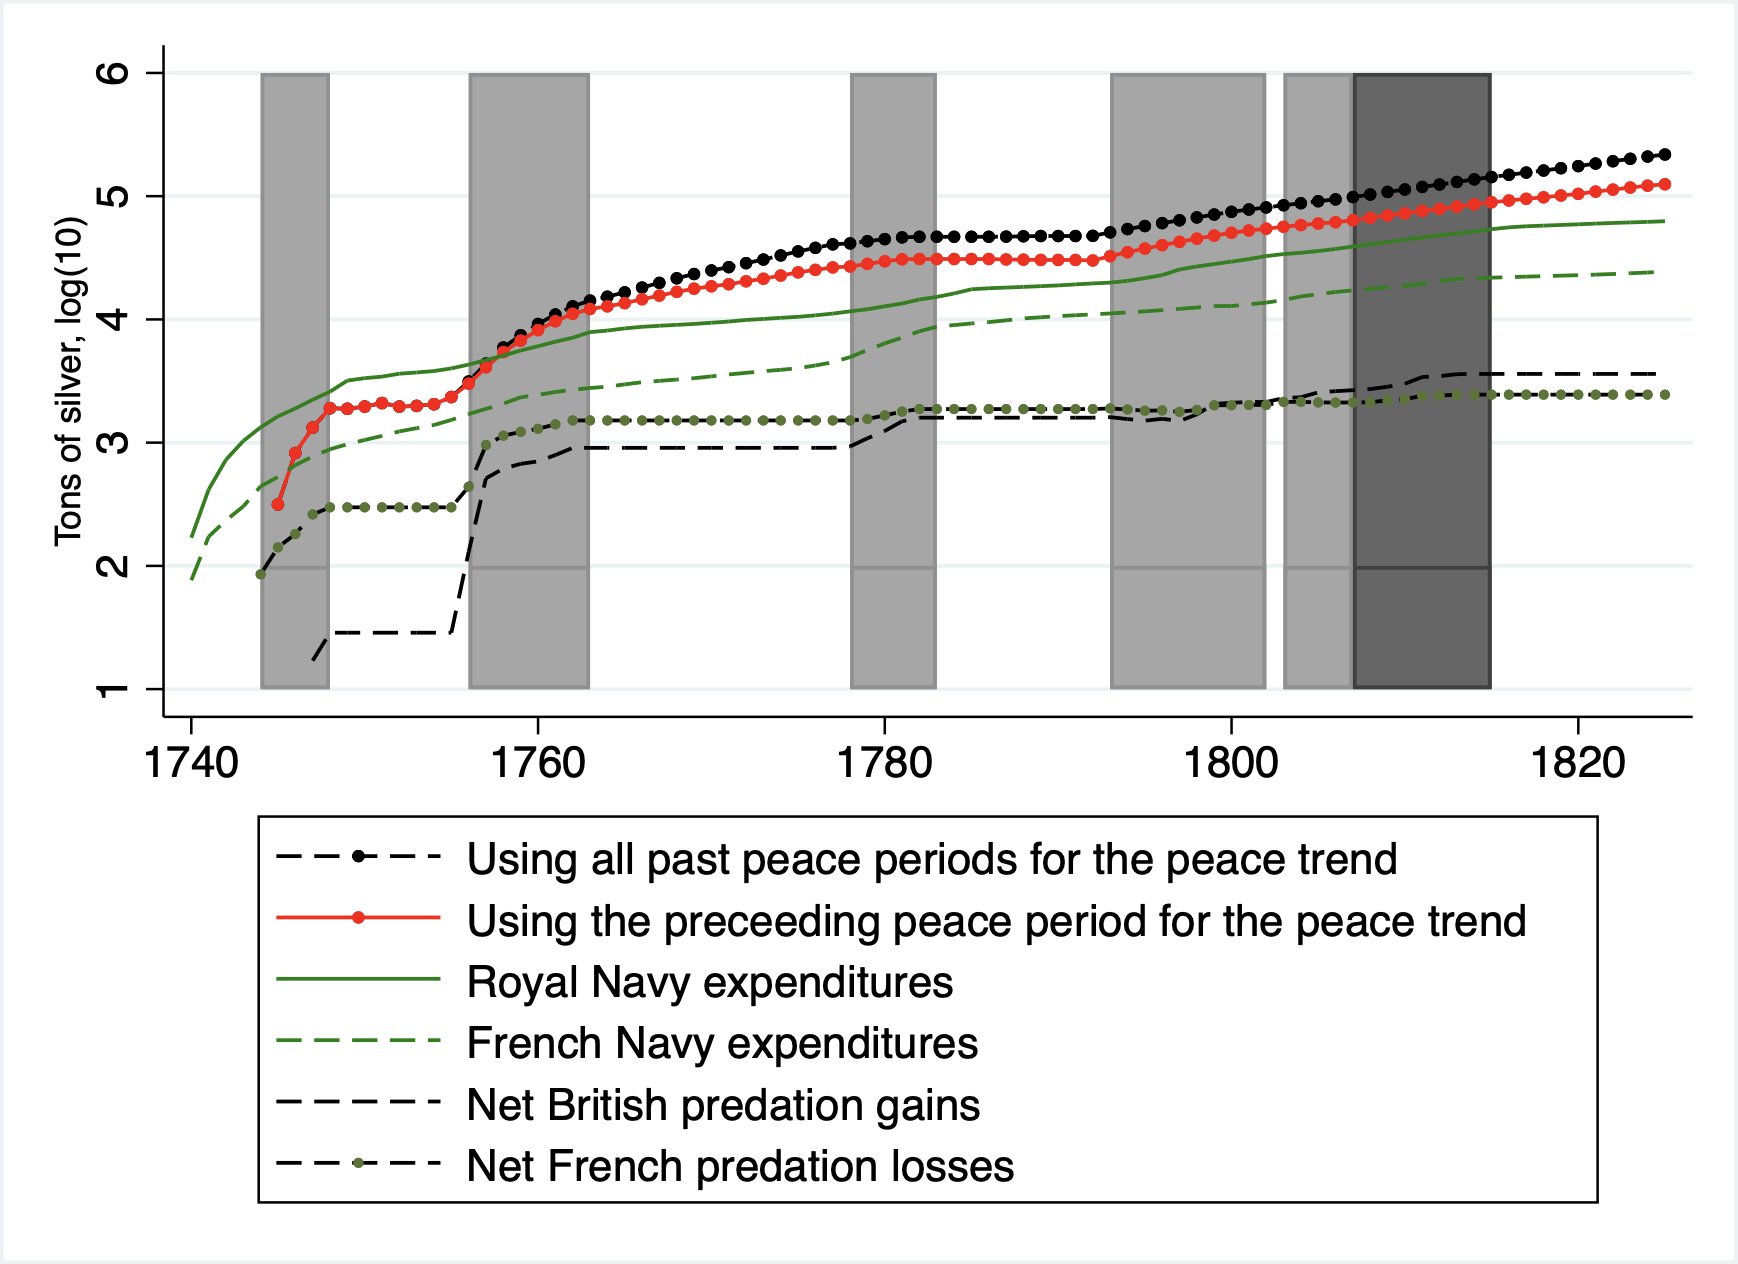 Tons of silver, log(10)
6
5
4
3
2
1
1740 1760 1780 1800 1820
Using all past peace periods for the peace trend
Using the preceeding peace period for the peace trend
Royal Navy expenditures
French Navy expenditures
Net British predation gains
Net French predation losses